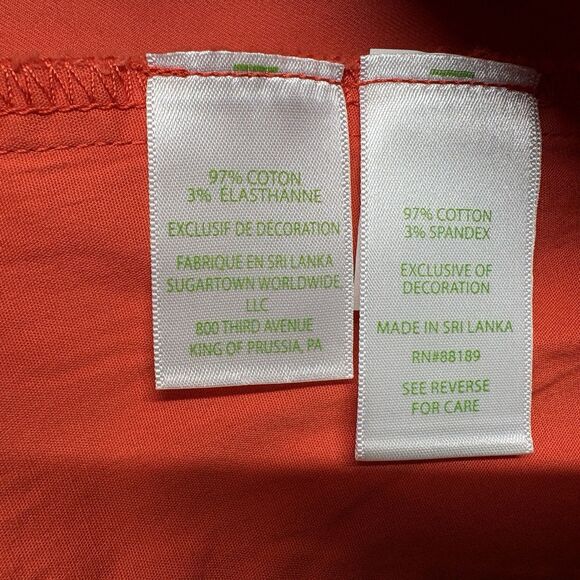 97% COTON
3% ELASTHANNE
EXCLUSIF DE DÉCORATION
FABRIQUE EN SRI LANKA
SUGARTOWN WORLDWIDE,
LLC
800 THIRD AVENUE
KING OF PRUSSIA, PA
97% COTTON
3% SPANDEX
EXCLUSIVE OF
DECORATION
MADE IN SRI LANKA
RN#88189
SEE REVERSE
FOR CARE